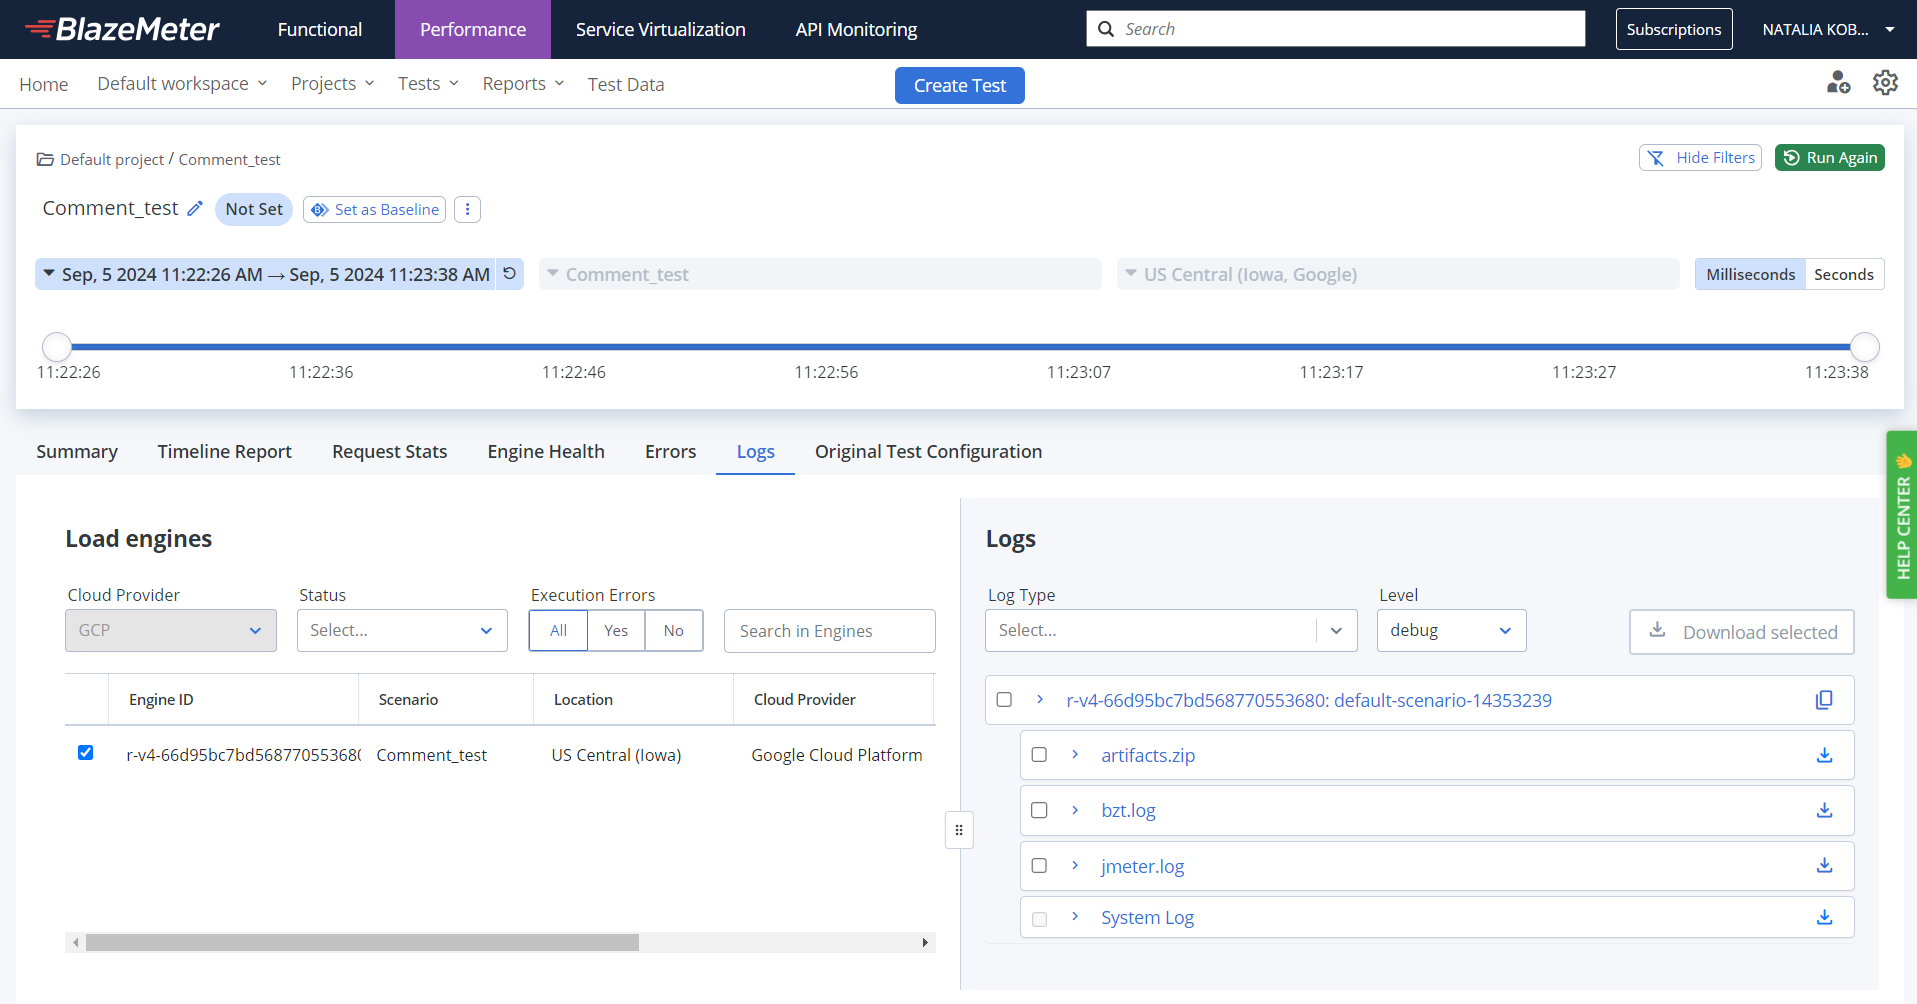 BlazeMeter
Functional
Performance
Service Virtualization
API Monitoring
Search
Subscriptions
NATALIA KOB...
Home
Default workspace
Projects
Tests
Reports
Test Data
Create Test
Default project / Comment_test
Hide Filters
Run Again
Comment_test
Not Set
Set as Baseline
Sep, 5 2024 11:22:26 AM → Sep, 5 2024 11:23:38 AM
Comment_test
US Central (Iowa, Google)
Milliseconds
Seconds
11:22:26
11:22:36
11:22:46
11:22:56
11:23:07
11:23:17
11:23:27
11:23:38
Summary
Timeline Report
Request Stats
Engine Health
Errors
Logs
Original Test Configuration
HELP CENTER
Load engines
Cloud Provider
Status
Execution Errors
GCP
Select...
All
Yes
No
Search in Engines
Engine ID
Scenario
Location
Cloud Provider
r-v4-66d95bc7bd568770553680
Comment_test
US Central (Iowa)
Google Cloud Platform
Logs
Log Type
Level
Select...
debug
Download selected
r-v4-66d95bc7bd568770553680: default-scenario-14353239
artifacts.zip
bzt.log
jmeter.log
System Log